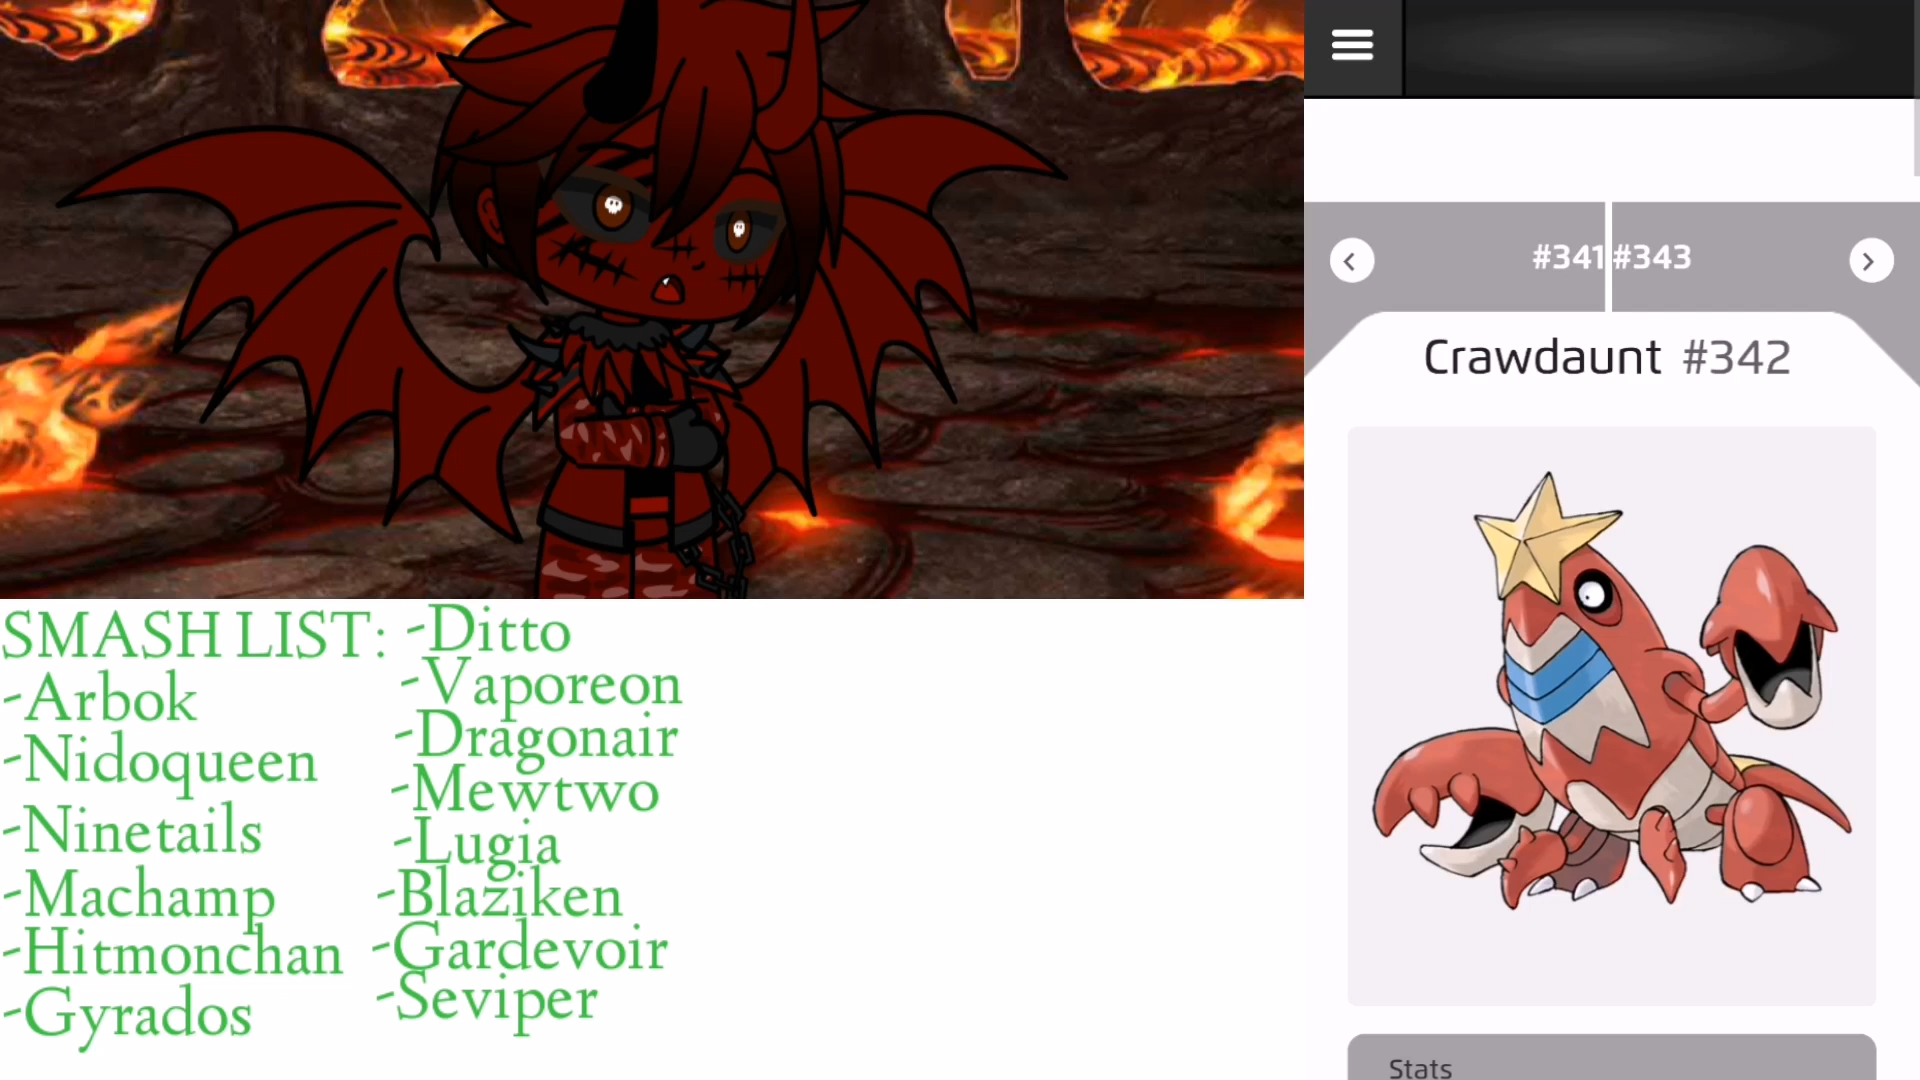 SMASH LIST:
-Arbok
-Nidoqueen
-Ninetails
-Machamp
-Hitmonchan
-Gyrados
-Ditto
-Vaporeon
-Dragonair
-Mewtwo
-Lugia
-Blaziken
-Gardevoir
-Seviper
#341 #343
Crawdaunt #342
Stats